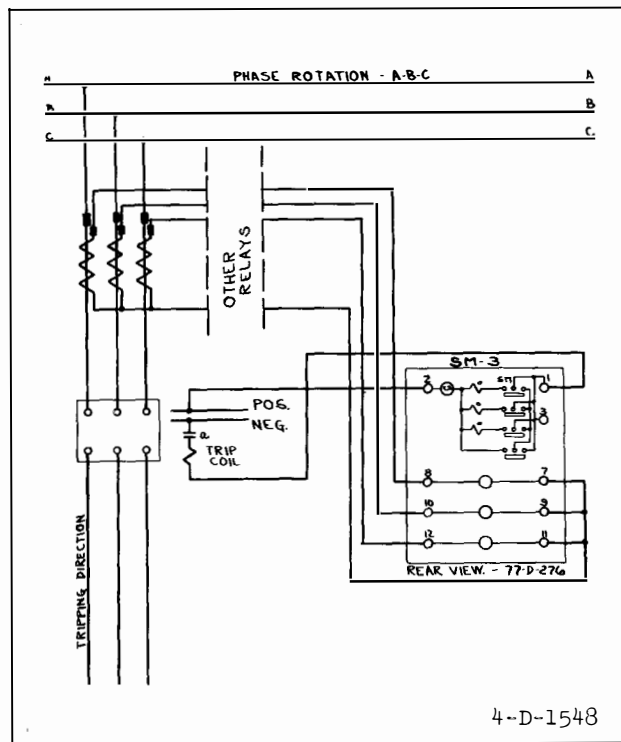 PHASE ROTATION - A-B-C
A
B
C
C.
OTHER RELAYS
SM-3
2
SM
1
3
POS.
NEG.
a
TRIP
COIL
8
7
10
9
12
11
REAR VIEW. - 77-D-276
TRIPPING DIRECTION
4-D-1548